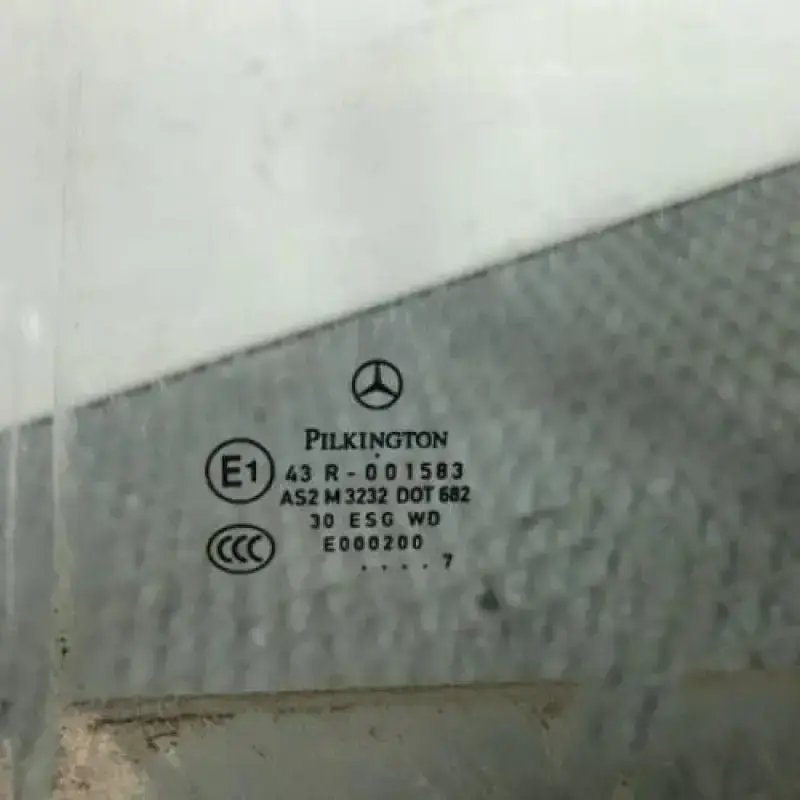 PILKINGTON
E1 43 R - 001583
AS2 M 3232 DOT 682
30 ESG WD
CCC E000200
. . . . 7